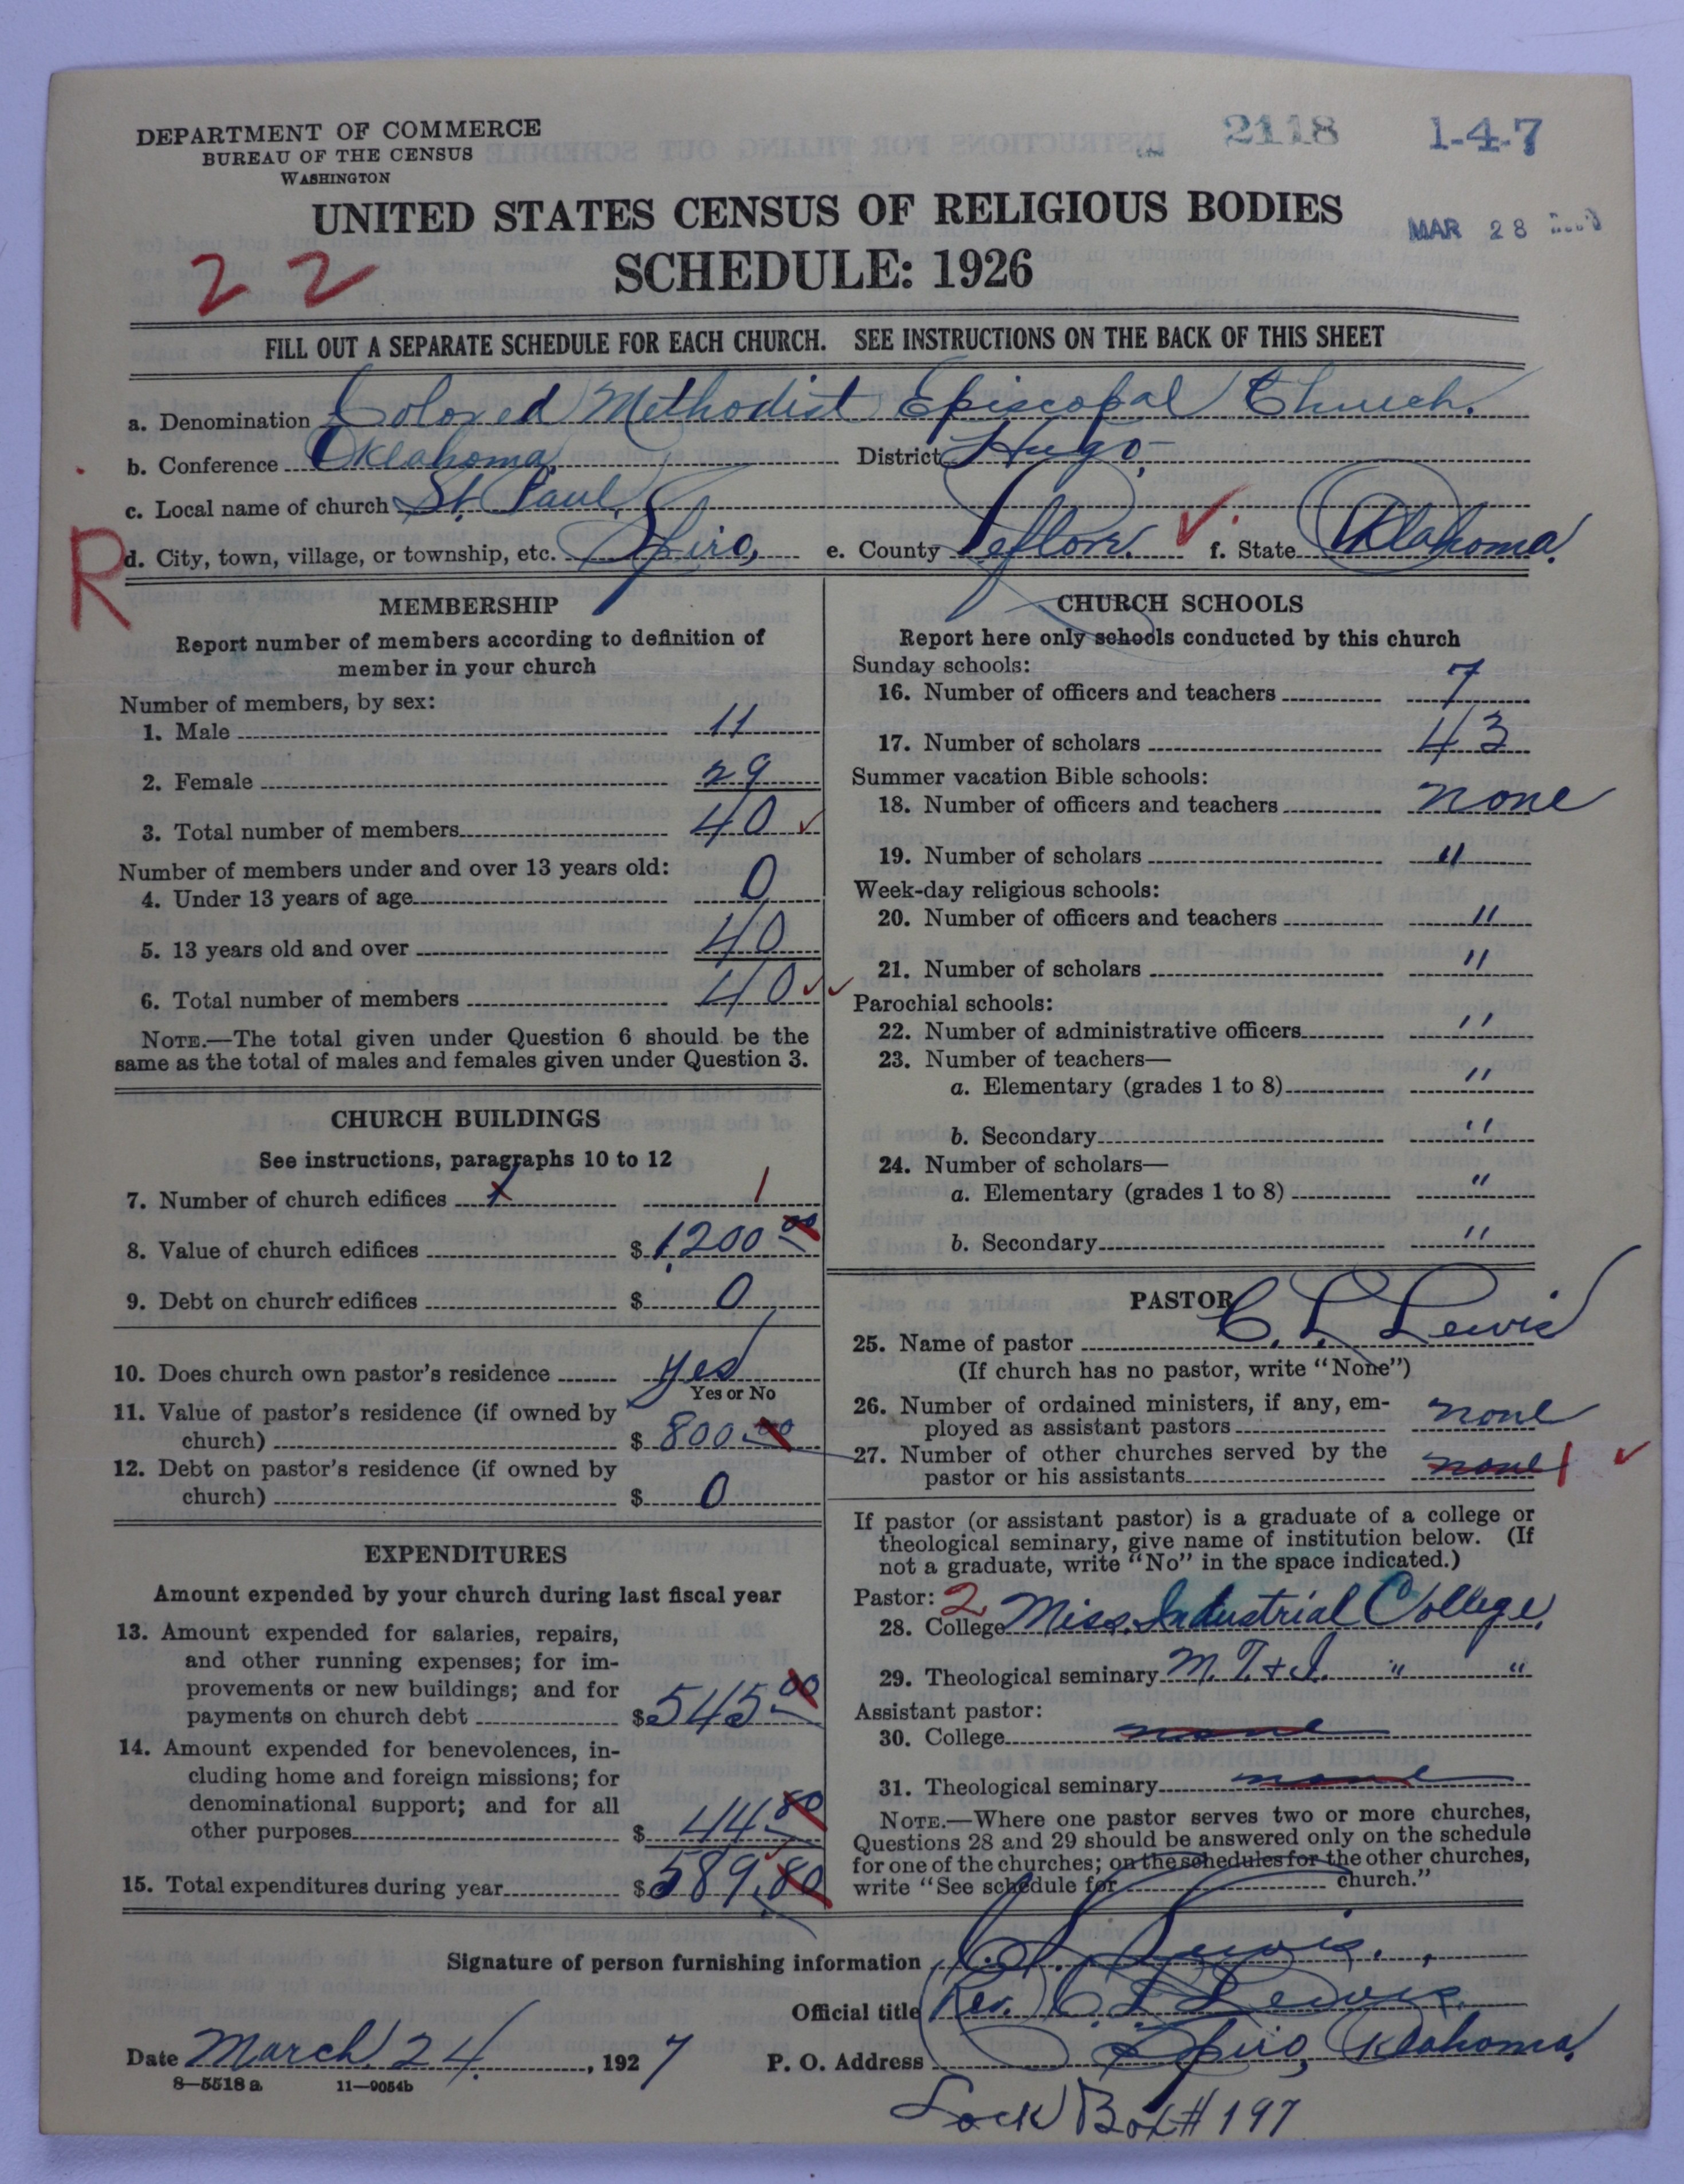 DEPARTMENT OF COMMERCE
BUREAU OF THE CENSUS
WASHINGTON
2118 1-4-7
UNITED STATES CENSUS OF RELIGIOUS BODIES
MAR 28
SCHEDULE: 1926
22
FILL OUT A SEPARATE SCHEDULE FOR EACH CHURCH. SEE INSTRUCTIONS ON THE BACK OF THIS SHEET
a. Denomination Colored Methodist Episcopal Church.
b. Conference Oklahoma, District Hugo,
c. Local name of church St. Paul,
R
d. City, town, village, or township, etc. Spiro, e. County Leflore. ✓ f. State Oklahoma.
MEMBERSHIP
Report number of members according to definition of
member in your church
Number of members, by sex:
1. Male 11
2. Female 29
3. Total number of members 40 ✓
Number of members under and over 13 years old:
4. Under 13 years of age 0
5. 13 years old and over 40
6. Total number of members 40 ✓✓
NOTE.—The total given under Question 6 should be the
same as the total of males and females given under Question 3.
CHURCH BUILDINGS
See instructions, paragraphs 10 to 12
7. Number of church edifices 1 1
8. Value of church edifices $ 1,200 00
9. Debt on church edifices $ 0
10. Does church own pastor's residence yes
Yes or No
11. Value of pastor's residence (if owned by
church) $ 800.00
12. Debt on pastor's residence (if owned by
church) $ 0
EXPENDITURES
Amount expended by your church during last fiscal year
13. Amount expended for salaries, repairs,
and other running expenses; for im-
provements or new buildings; and for
payments on church debt $ 545.00
14. Amount expended for benevolences, in-
cluding home and foreign missions; for
denominational support; and for all
other purposes $ 44.80
15. Total expenditures during year $ 589.80
CHURCH SCHOOLS
Report here only schools conducted by this church
Sunday schools:
16. Number of officers and teachers 7
17. Number of scholars 43
Summer vacation Bible schools:
18. Number of officers and teachers none
19. Number of scholars "
Week-day religious schools:
20. Number of officers and teachers "
21. Number of scholars "
Parochial schools:
22. Number of administrative officers "
23. Number of teachers—
a. Elementary (grades 1 to 8) "
b. Secondary "
24. Number of scholars—
a. Elementary (grades 1 to 8) "
b. Secondary "
PASTOR
25. Name of pastor C. L. Lewis
(If church has no pastor, write "None")
26. Number of ordained ministers, if any, em-
ployed as assistant pastors none
27. Number of other churches served by the
pastor or his assistants none 1 ✓
If pastor (or assistant pastor) is a graduate of a college or
theological seminary, give name of institution below. (If
not a graduate, write "No" in the space indicated.)
Pastor: 2
28. College Miss. Industrial College,
29. Theological seminary M. T. & I. " "
Assistant pastor:
30. College none
31. Theological seminary none
NOTE.—Where one pastor serves two or more churches,
Questions 28 and 29 should be answered only on the schedule
for one of the churches; on the schedules for the other churches,
write "See schedule for church."
Signature of person furnishing information C. L. Lewis.
Official title Rev. C. L. Lewis
Date March 24, 1927 P. O. Address Spiro, Oklahoma.
8—5518 a 11—9054b
Lock Box # 197